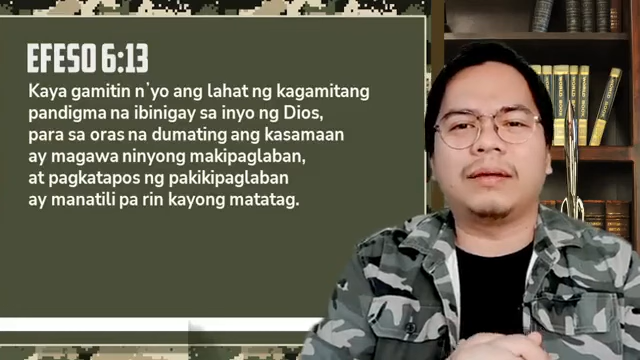 EFESO 6:13
Kaya gamitin n'yo ang lahat ng kagamitang
pandigma na ibinigay sa inyo ng Dios,
para sa oras na dumating ang kasamaan
ay magawa ninyong makipaglaban,
at pagkatapos ng pakikipaglaban
ay manatili pa rin kayong matatag.